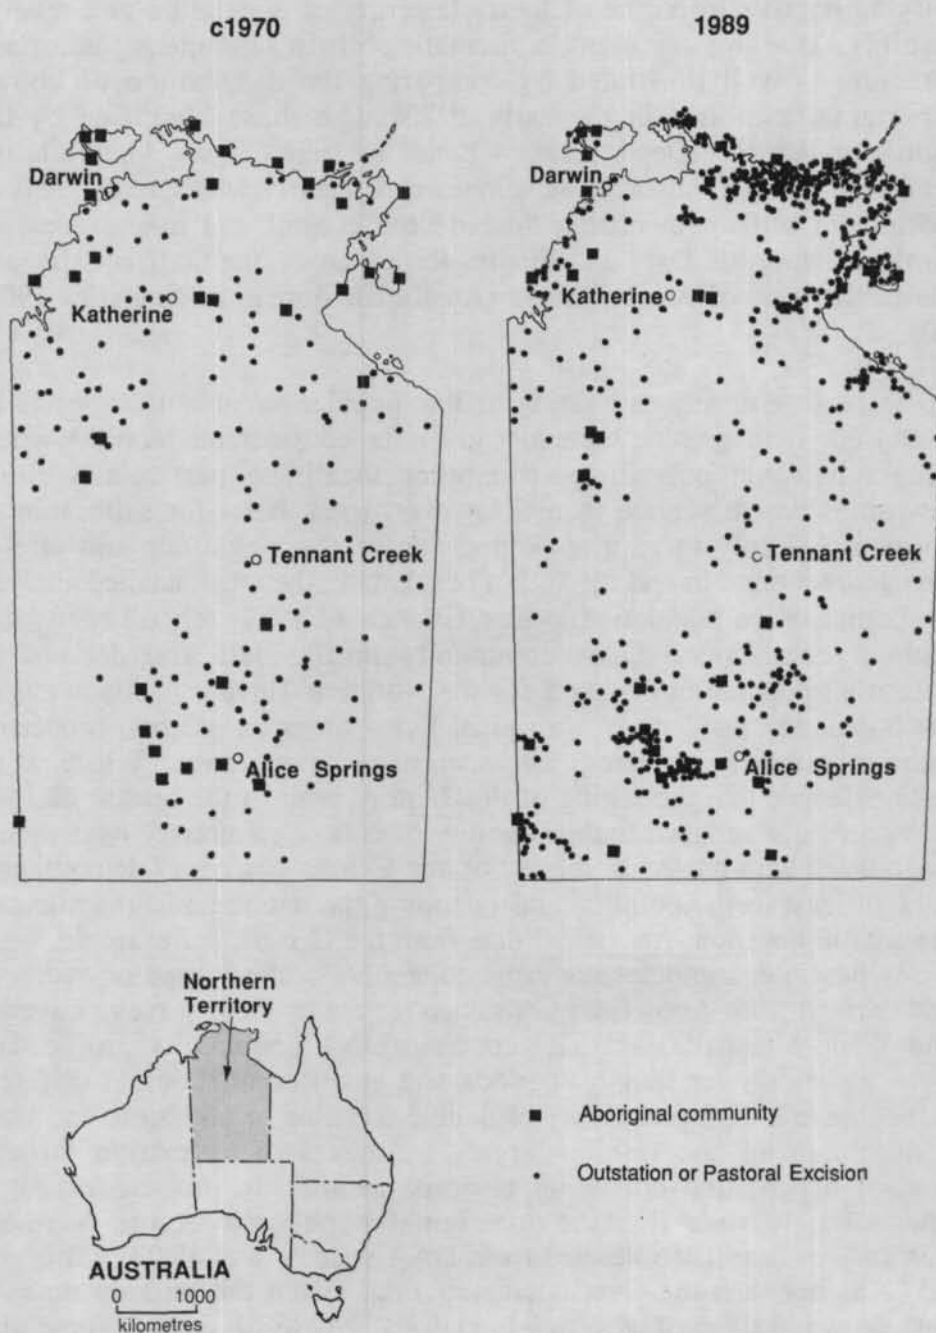 c1970
1989
Darwin
Darwin
Katherine
Katherine
Tennant Creek
Tennant Creek
Alice Springs
Alice Springs
Northern
Territory
Aboriginal community
Outstation or Pastoral Excision
AUSTRALIA
0 1000
kilometres